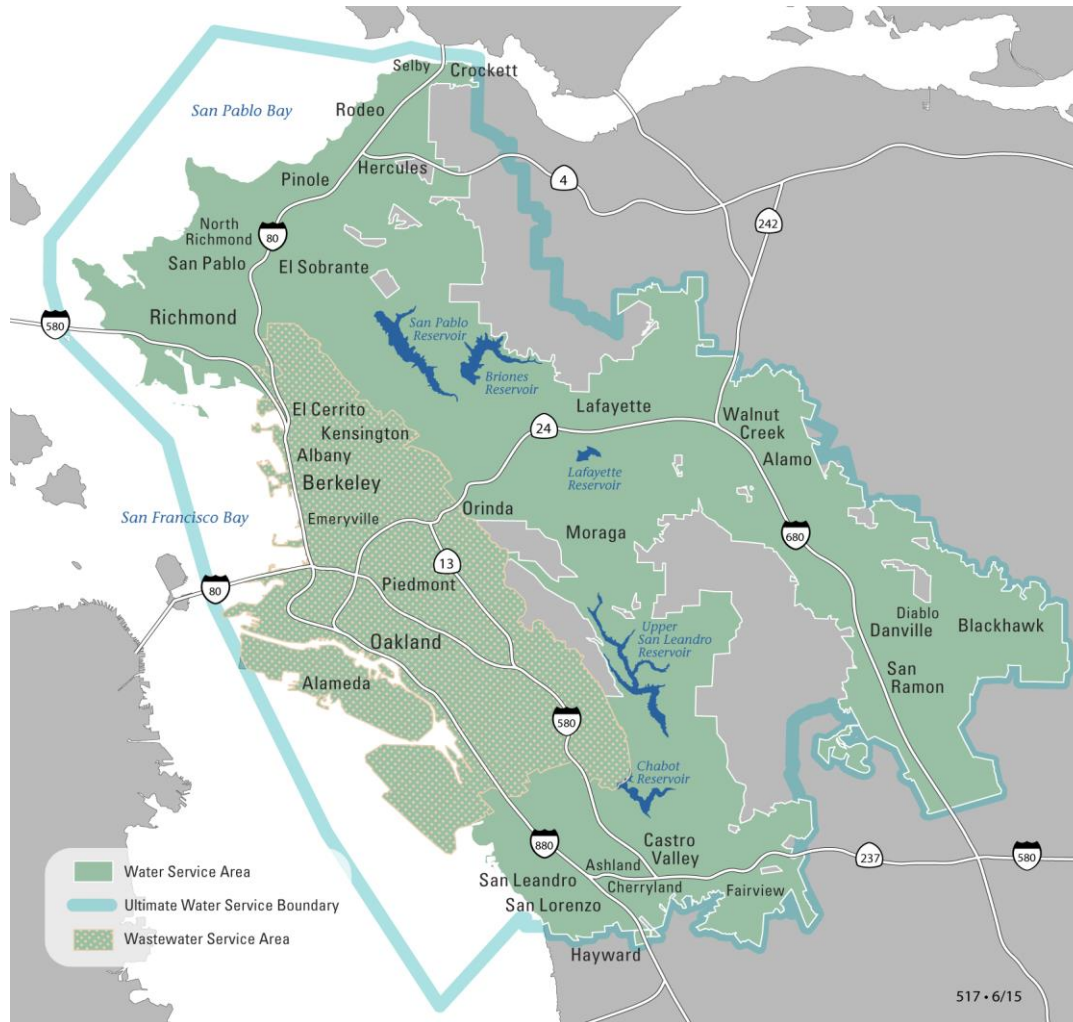 Selby
Crockett
San Pablo Bay
Rodeo
Hercules
4
Pinole
North
Richmond
80
242
San Pablo
El Sobrante
Richmond
580
San Pablo
Reservoir
Briones
Reservoir
El Cerrito
Kensington
Lafayette
24
Walnut
Creek
Albany
Alamo
Berkeley
Lafayette
Reservoir
San Francisco Bay
Emeryville
Orinda
Moraga
680
13
Piedmont
80
Diablo
Danville
Blackhawk
Upper
San Leandro
Reservoir
Oakland
San
Ramon
Alameda
580
Chabot
Reservoir
880
Castro
Valley
237
580
Ashland
San Leandro
Cherryland
Fairview
San Lorenzo
Hayward
Water Service Area
Ultimate Water Service Boundary
Wastewater Service Area
517 • 6/15